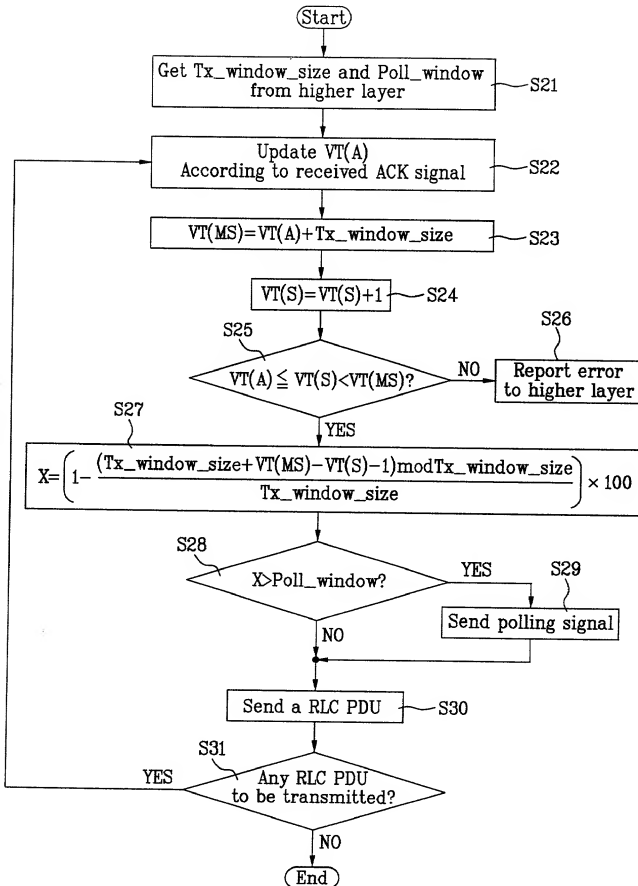 Start
Get Tx_window_size and Poll_window
from higher layer
S21
Update VT(A)
According to received ACK signal
S22
VT(MS)=VT(A)+Tx_window_size
S23
VT(S)=VT(S)+1
S24
S25
VT(A)≦VT(S)<VT(MS)?
NO
S26
Report error
to higher layer
YES
S27
X=(1-(Tx_window_size+VT(MS)-VT(S)-1)modTx_window_size/Tx_window_size)×100
S28
X>Poll_window?
YES
S29
Send polling signal
NO
Send a RLC PDU
S30
S31
YES
Any RLC PDU
to be transmitted?
NO
End